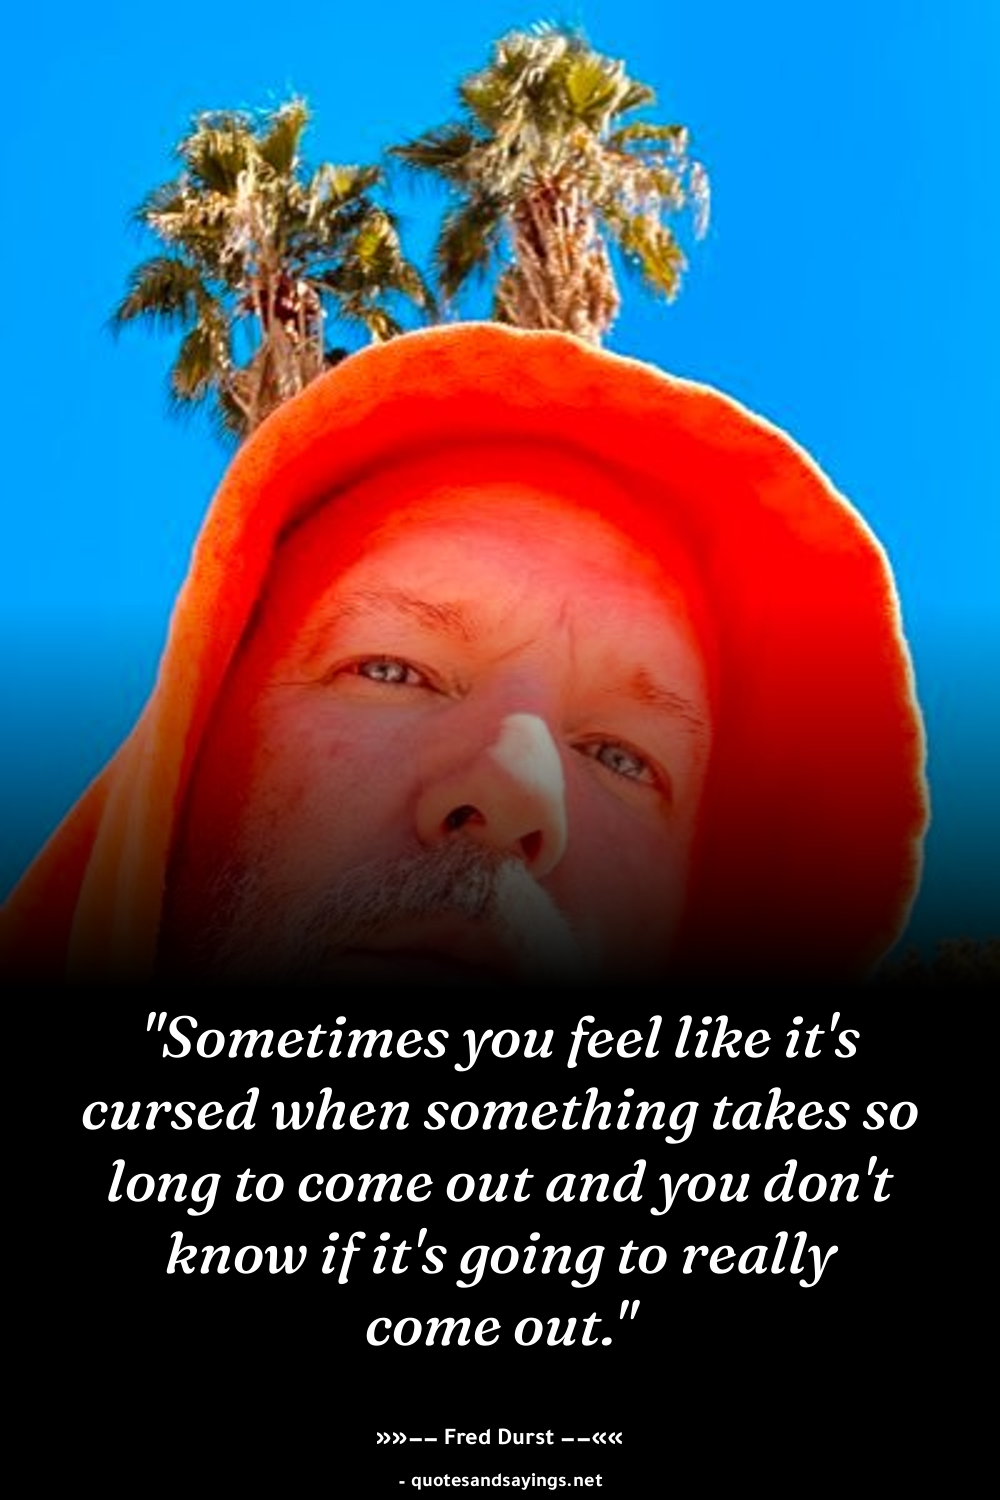 "Sometimes you feel like it's
cursed when something takes so
long to come out and you don't
know if it's going to really
come out."
»»–– Fred Durst ––««
- quotesandsayings.net